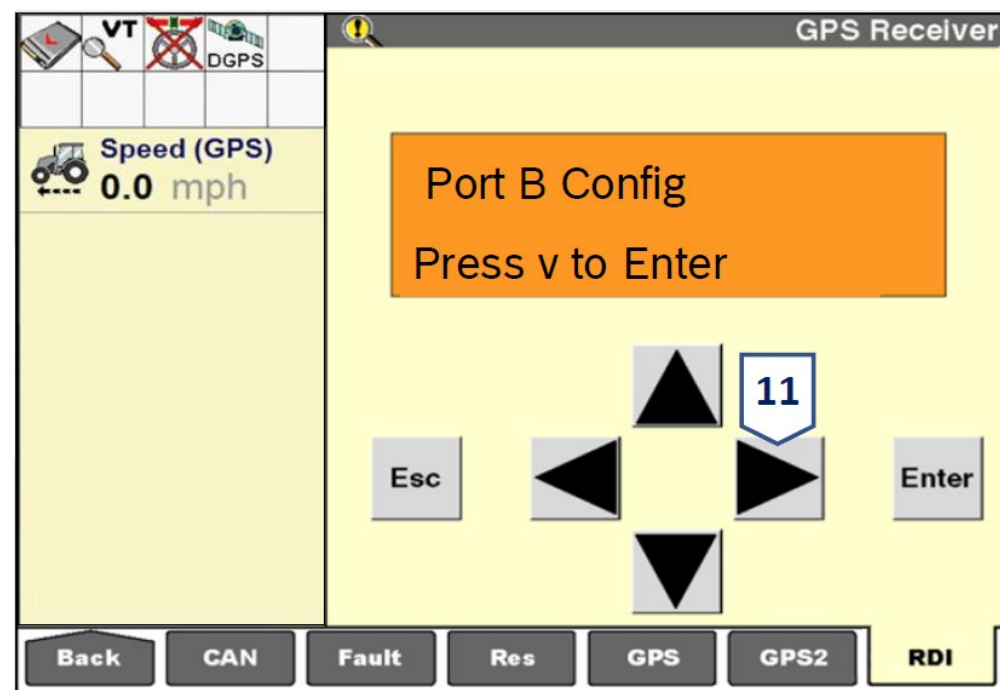 VT
DGPS
GPS Receiver
Speed (GPS)
0.0 mph
Port B Config
Press v to Enter
11
Esc
Enter
Back
CAN
Fault
Res
GPS
GPS2
RDI